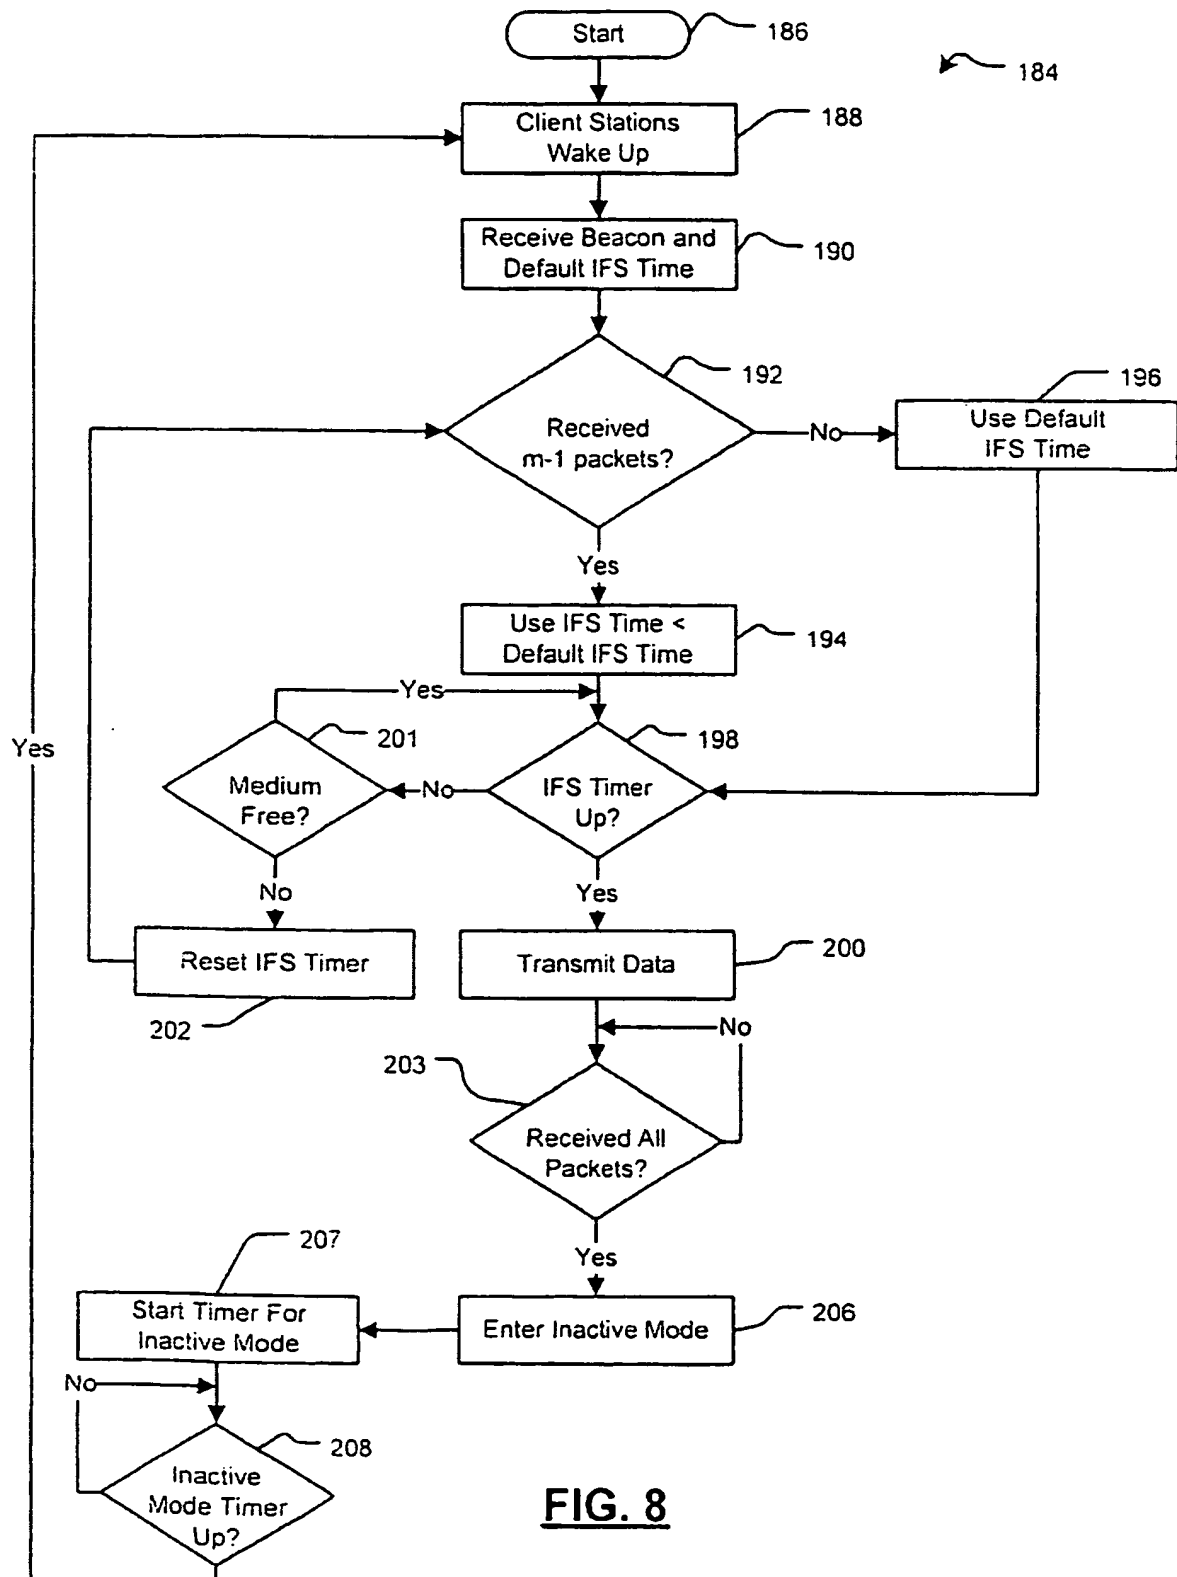 Start
186
184
Client Stations
Wake Up
188
Receive Beacon and
Default IFS Time
190
192
196
Received
m-1 packets?
No
Use Default
IFS Time
Yes
Use IFS Time <
Default IFS Time
194
Yes
201
198
Yes
Medium
Free?
No
IFS Timer
Up?
No
Yes
Reset IFS Timer
Transmit Data
200
202
No
203
Received All
Packets?
207
Yes
Start Timer For
Inactive Mode
Enter Inactive Mode
206
No
208
Inactive
Mode Timer
Up?
FIG. 8